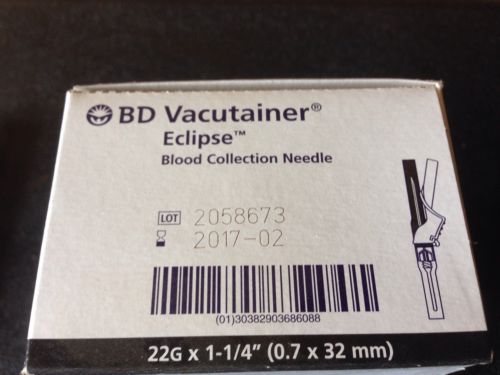 BD Vacutainer®
Eclipse™
Blood Collection Needle
LOT 2058673
2017-02
(01)30382903686088
22G x 1-1/4” (0.7 x 32 mm)